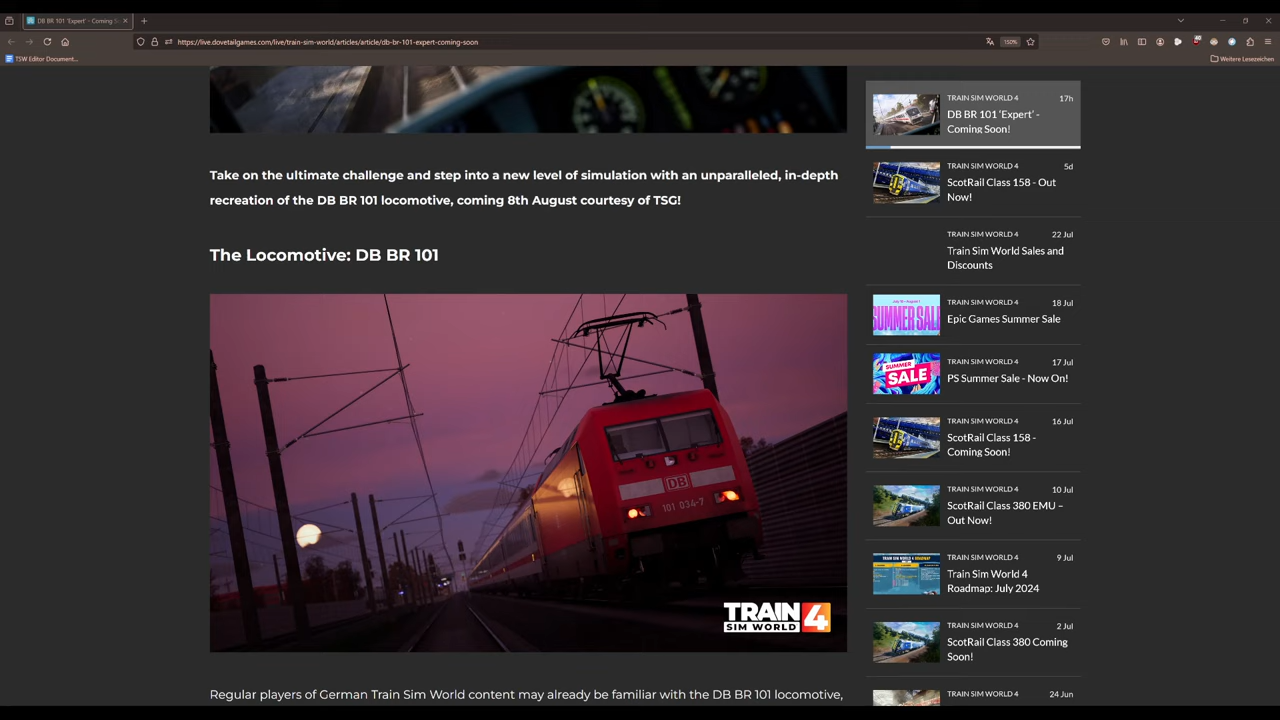 DB BR 101 'Expert' - Coming S
https://live.dovetailgames.com/live/train-sim-world/articles/article/db-br-101-expert-coming-soon
150%
TSW Editor Document...
Weitere Lesezeichen
Take on the ultimate challenge and step into a new level of simulation with an unparalleled, in-depth
recreation of the DB BR 101 locomotive, coming 8th August courtesy of TSG!
The Locomotive: DB BR 101
DB
101 034-7
TRAIN
SIM WORLD 4
Regular players of German Train Sim World content may already be familiar with the DB BR 101 locomotive,
TRAIN SIM WORLD 4 17h
DB BR 101 'Expert' -
Coming Soon!
TRAIN SIM WORLD 4 5d
ScotRail Class 158 - Out
Now!
TRAIN SIM WORLD 4 22 Jul
Train Sim World Sales and
Discounts
TRAIN SIM WORLD 4 18 Jul
SUMMER SALE
Epic Games Summer Sale
TRAIN SIM WORLD 4 17 Jul
SUMMER
SALE
PS Summer Sale - Now On!
TRAIN SIM WORLD 4 16 Jul
ScotRail Class 158 -
Coming Soon!
TRAIN SIM WORLD 4 10 Jul
ScotRail Class 380 EMU –
Out Now!
TRAIN SIM WORLD 4 9 Jul
TRAIN SIM WORLD 4 ROADMAP
Train Sim World 4
Roadmap: July 2024
TRAIN SIM WORLD 4 2 Jul
ScotRail Class 380 Coming
Soon!
TRAIN SIM WORLD 4 24 Jun